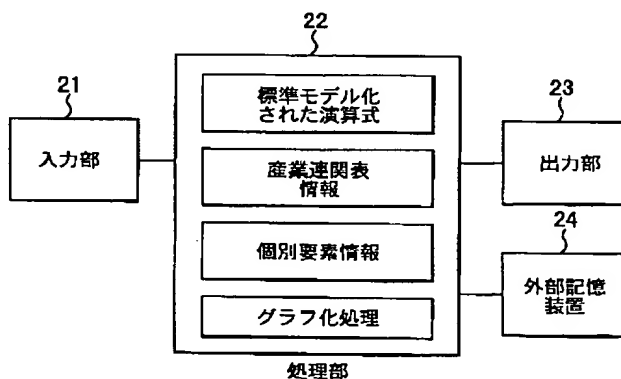 22
21
入力部
標準モデル化
された演算式
産業連関表
情報
個別要素情報
グラフ化処理
処理部
23
出力部
24
外部記憶
装置